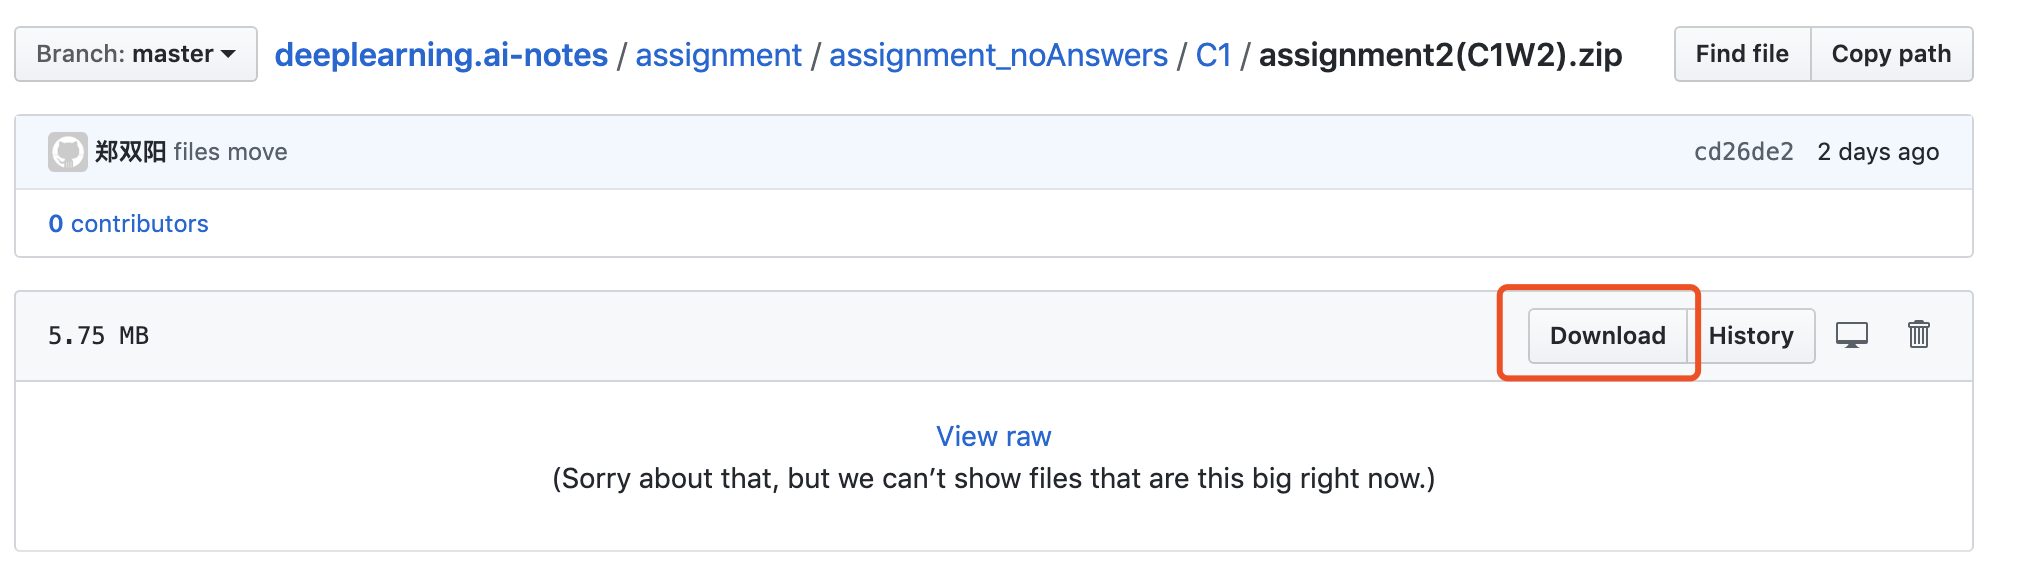 Branch: master deeplearning.ai-notes / assignment / assignment_noAnswers / C1 / assignment2(C1W2).zip Find file Copy path
郑双阳 files move cd26de2 2 days ago
0 contributors
5.75 MB Download History
View raw
(Sorry about that, but we can’t show files that are this big right now.)